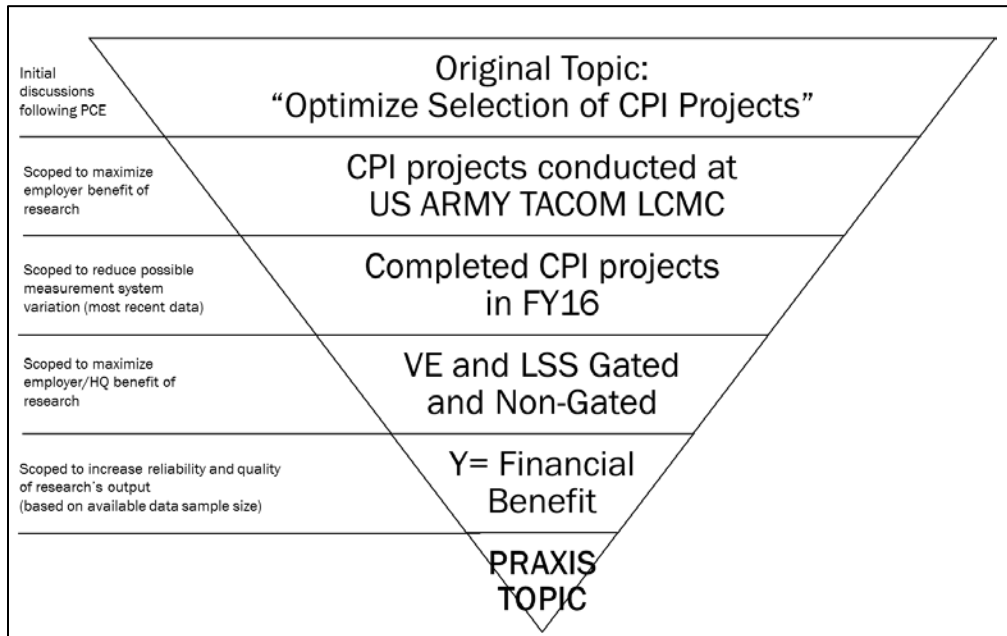 Initial
discussions
following PCE
Original Topic:
“Optimize Selection of CPI Projects”
Scoped to maximize
employer benefit of
research
CPI projects conducted at
US ARMY TACOM LCMC
Scoped to reduce possible
measurement system
variation (most recent data)
Completed CPI projects
in FY16
Scoped to maximize
employer/HQ benefit of
research
VE and LSS Gated
and Non-Gated
Scoped to increase reliability and quality
of research's output
(based on available data sample size)
Y= Financial
Benefit
PRAXIS
TOPIC